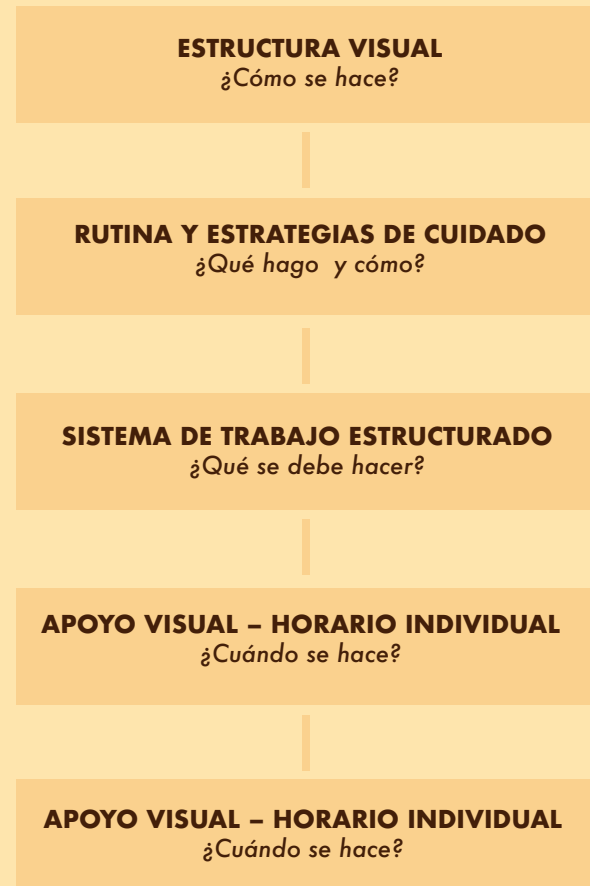 ESTRUCTURA VISUAL
¿Cómo se hace?
RUTINA Y ESTRATEGIAS DE CUIDADO
¿Qué hago y cómo?
SISTEMA DE TRABAJO ESTRUCTURADO
¿Qué se debe hacer?
APOYO VISUAL – HORARIO INDIVIDUAL
¿Cuándo se hace?
APOYO VISUAL – HORARIO INDIVIDUAL
¿Cuándo se hace?